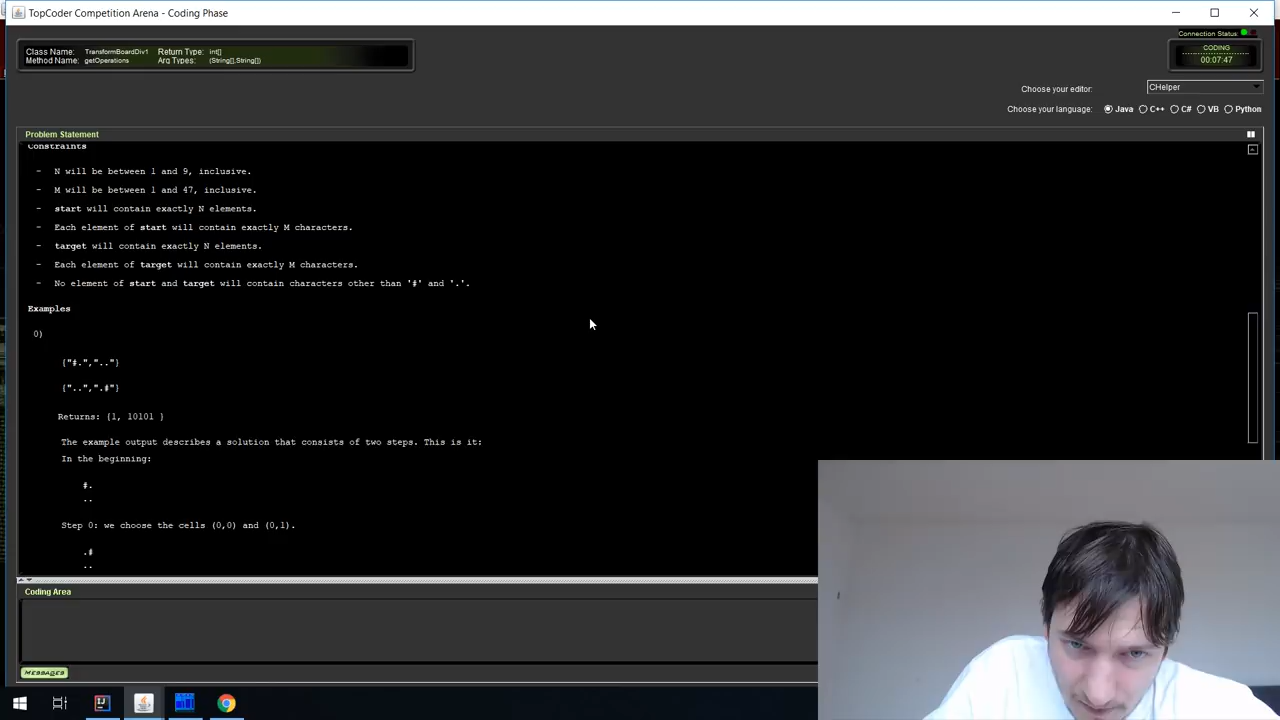 TopCoder Competition Arena - Coding Phase
Connection Status
Class Name: TransformBoardDiv1 Return Type: int[]
Method Name: getOperations Arg Types: (String[],String[])
CODING
00:07:47
Choose your editor: CHelper
Choose your language: Java C++ C# VB Python
Problem Statement
Constraints
- N will be between 1 and 9, inclusive.
- M will be between 1 and 47, inclusive.
- start will contain exactly N elements.
- Each element of start will contain exactly M characters.
- target will contain exactly N elements.
- Each element of target will contain exactly M characters.
- No element of start and target will contain characters other than '#' and '.'.
Examples
0)
{"#.",".."}
{"..",".#"}
Returns: {1, 10101 }
The example output describes a solution that consists of two steps. This is it:
In the beginning:
#.
..
Step 0: we choose the cells (0,0) and (0,1).
.#
..
Coding Area
MESSAGES